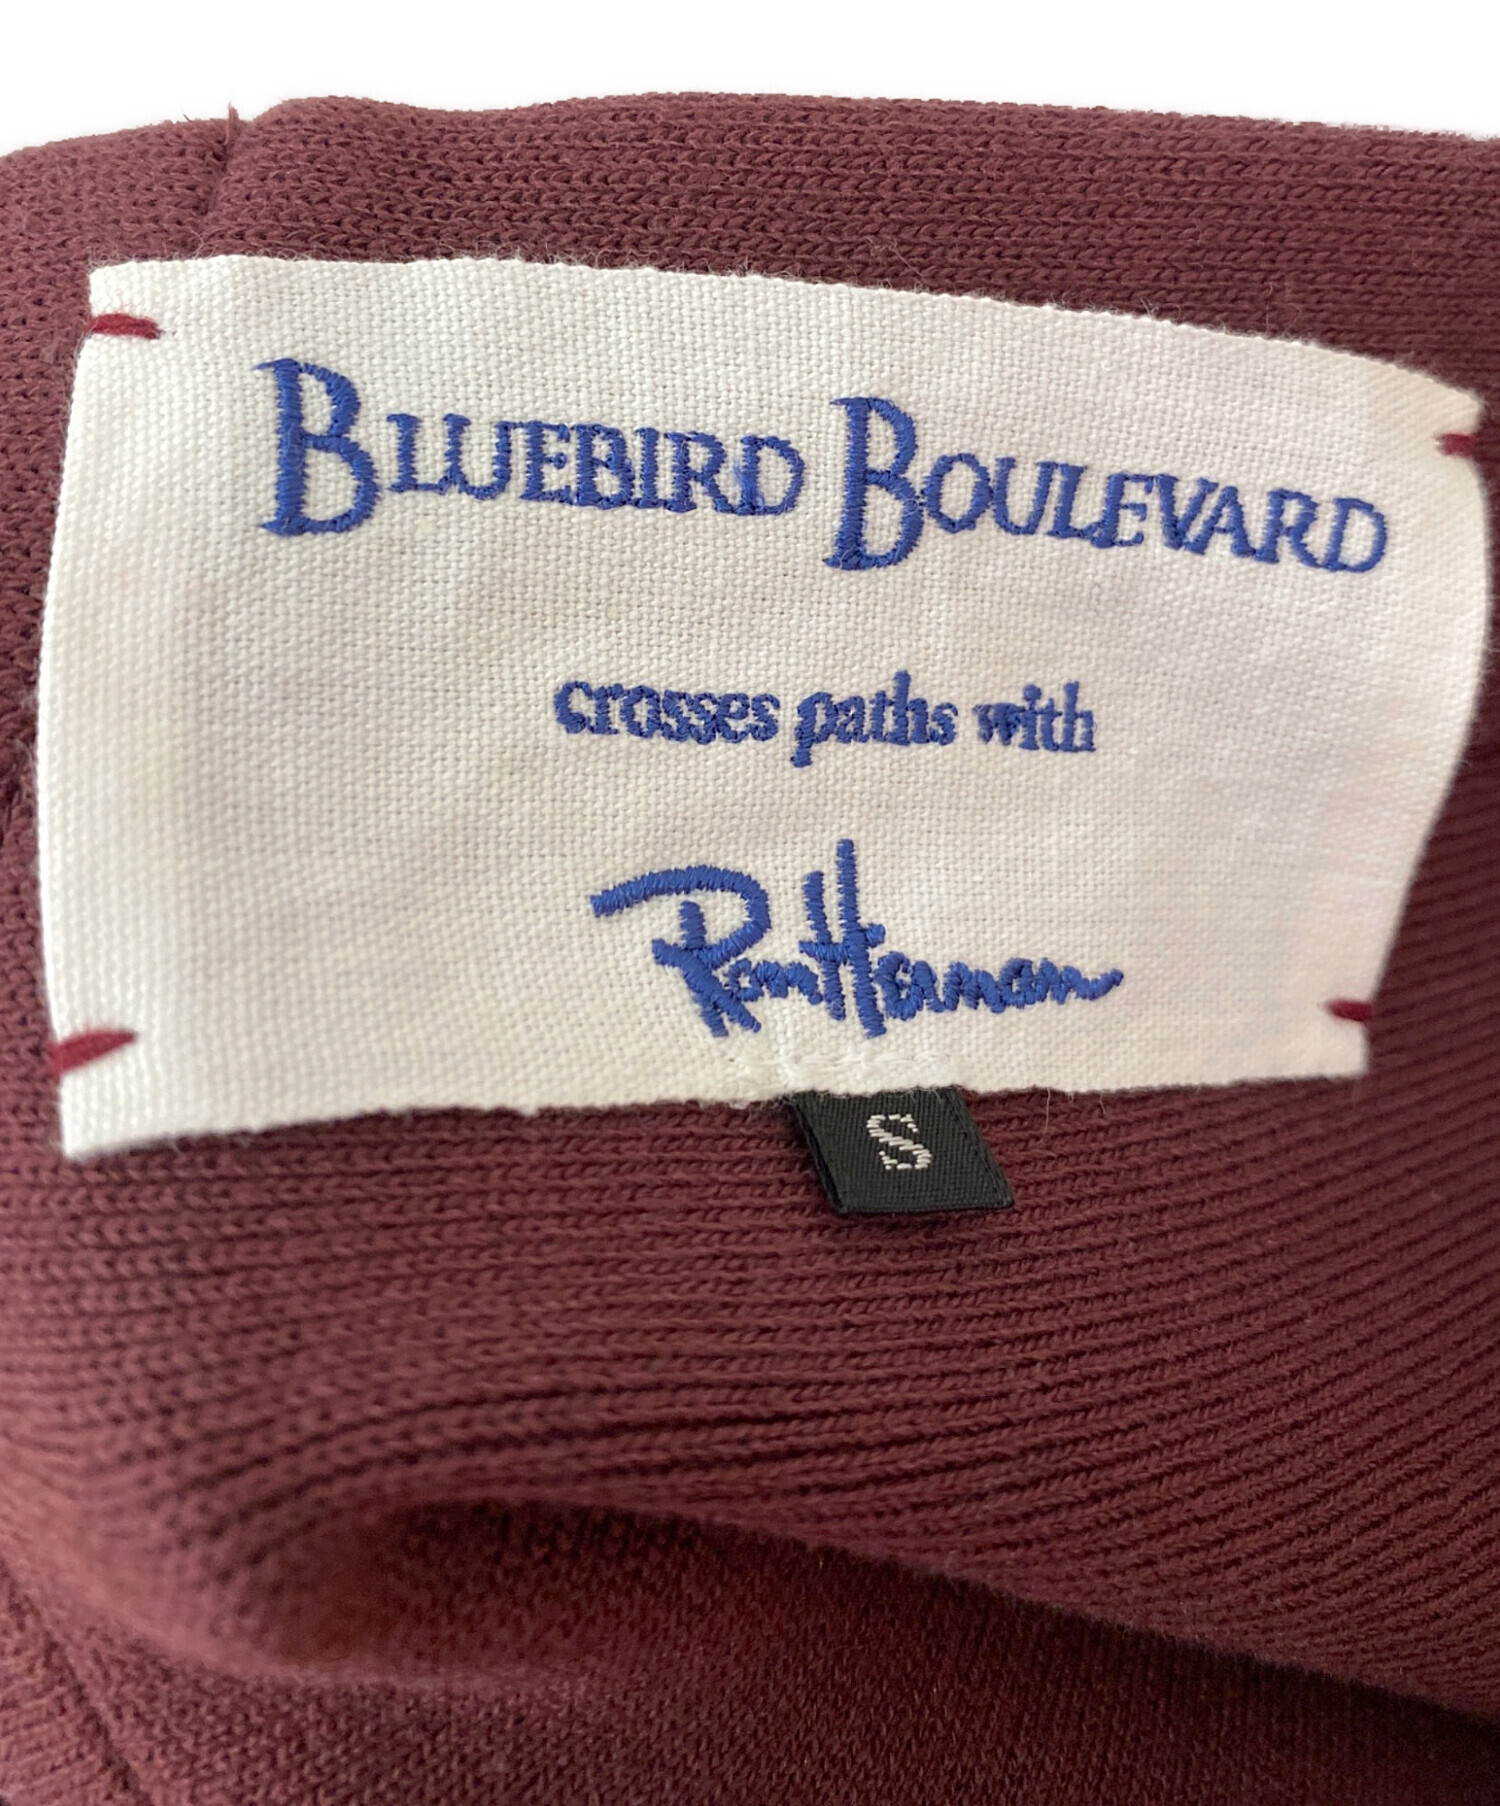 BLUEBIRD BOULEVARD
crosses paths with
Ron Herman
S